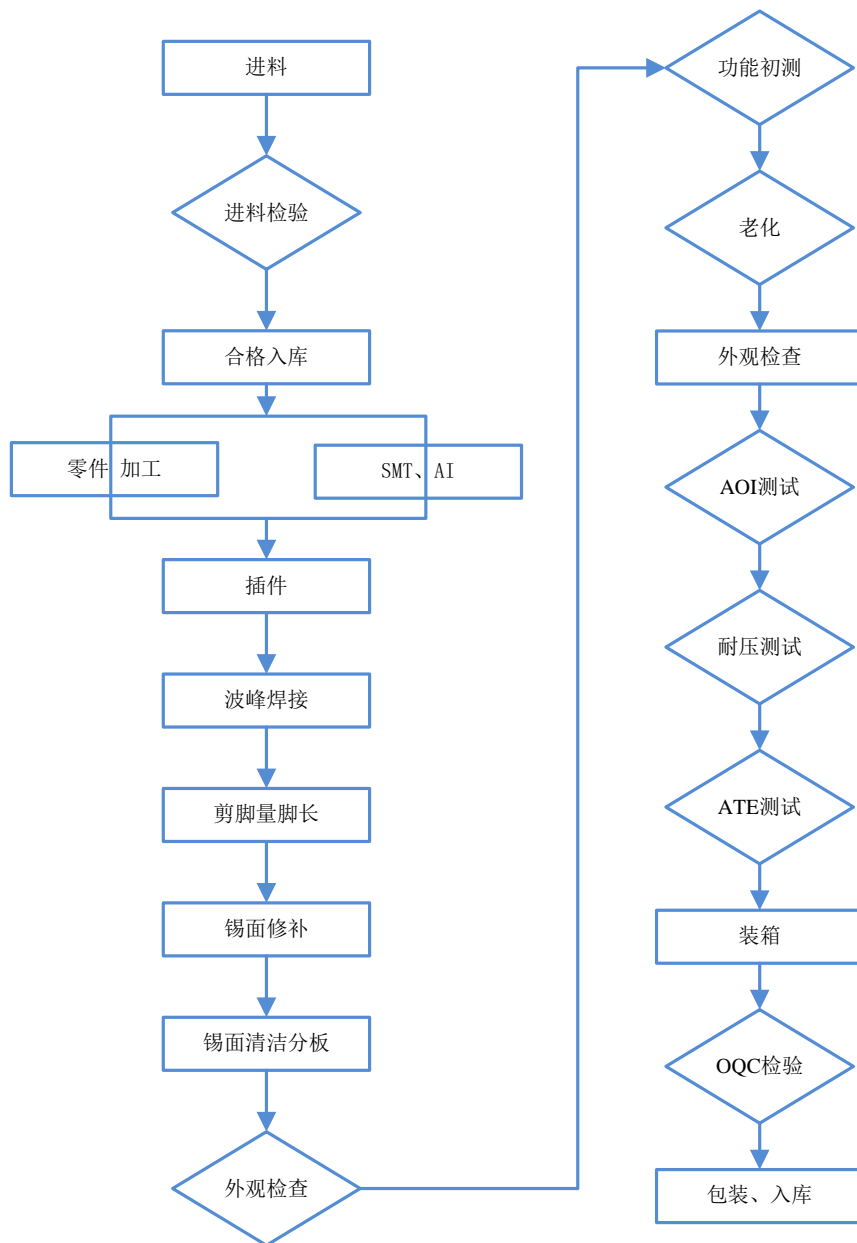 进料
进料检验
合格入库
零件 加工
SMT、AI
插件
波峰焊接
剪脚量脚长
锡面修补
锡面清洁分板
外观检查
功能初测
老化
外观检查
AOI测试
耐压测试
ATE测试
装箱
OQC检验
包装、入库